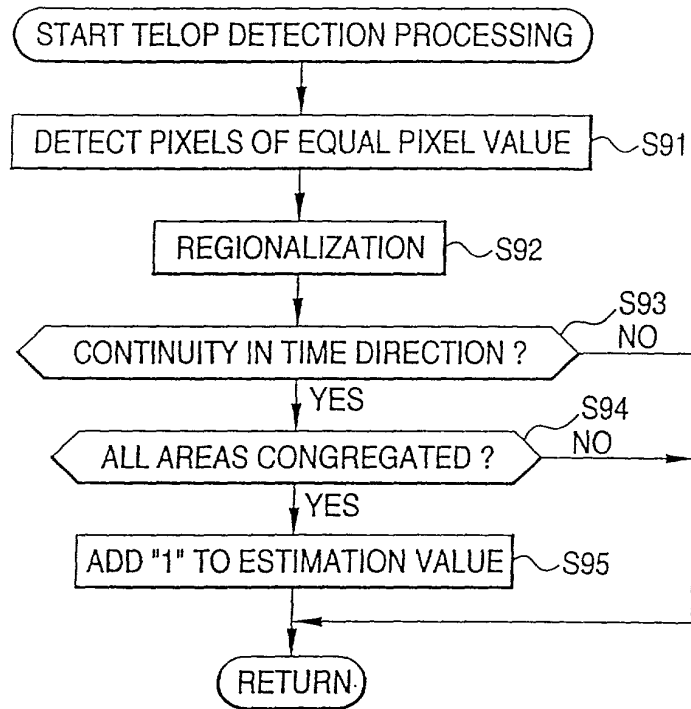 START TELOP DETECTION PROCESSING
DETECT PIXELS OF EQUAL PIXEL VALUE
S91
REGIONALIZATION
S92
S93
CONTINUITY IN TIME DIRECTION ?
NO
YES
S94
ALL AREAS CONGREGATED ?
NO
YES
ADD "1" TO ESTIMATION VALUE
S95
RETURN